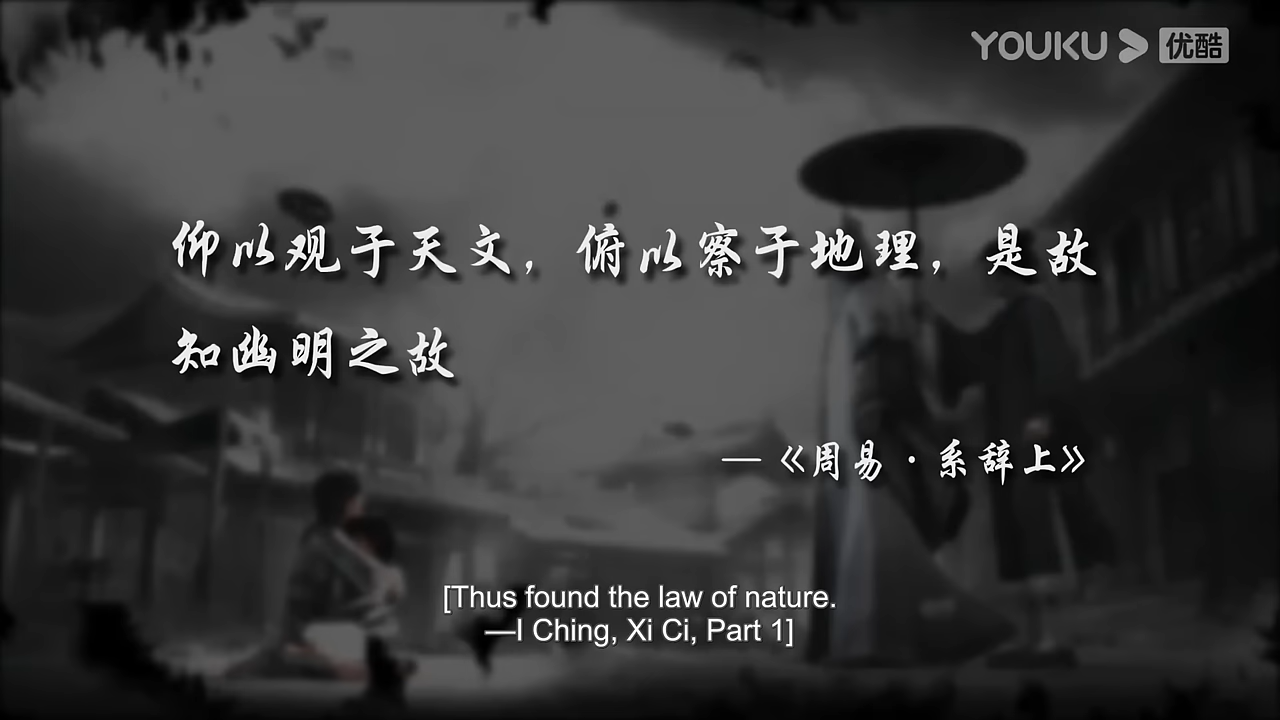 YOUKU 优酷
仰以观于天文，俯以察于地理，是故
知幽明之故
—《周易·系辞上》
[Thus found the law of nature.
—I Ching, Xi Ci, Part 1]